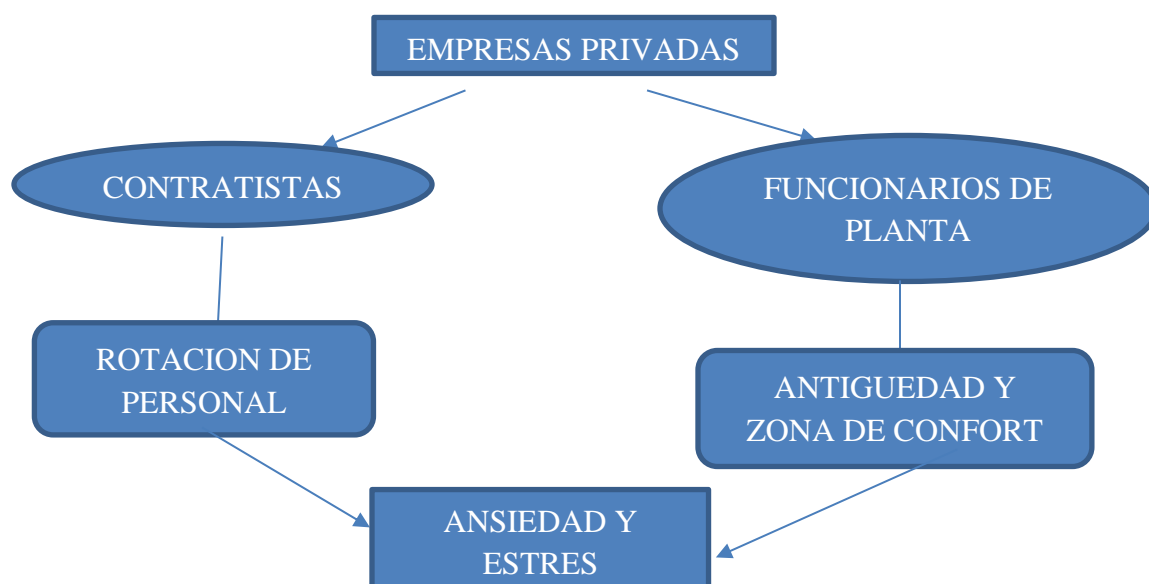 EMPRESAS PRIVADAS
CONTRATISTAS
FUNCIONARIOS DE
PLANTA
ROTACION DE
PERSONAL
ANTIGUEDAD Y
ZONA DE CONFORT
ANSIEDAD Y
ESTRES